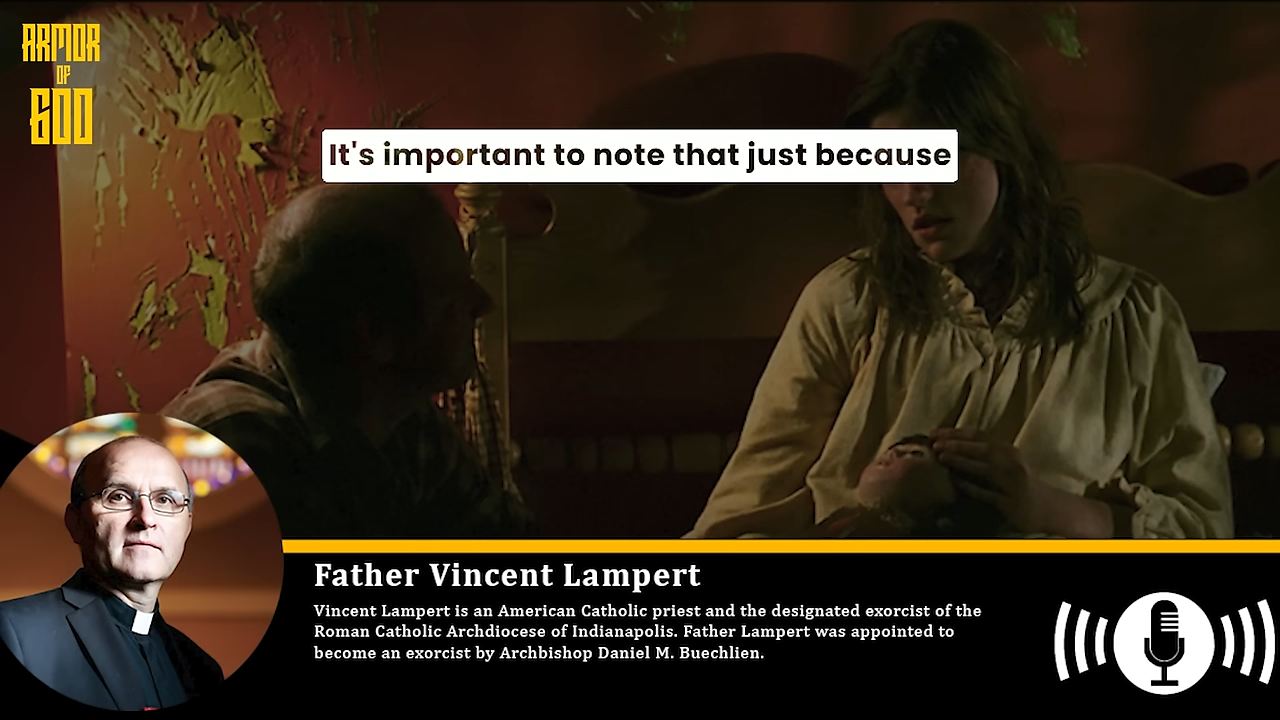 ARMOR
OF
GOD
It's important to note that just because
Father Vincent Lampert
Vincent Lampert is an American Catholic priest and the designated exorcist of the
Roman Catholic Archdiocese of Indianapolis. Father Lampert was appointed to
become an exorcist by Archbishop Daniel M. Buechlien.